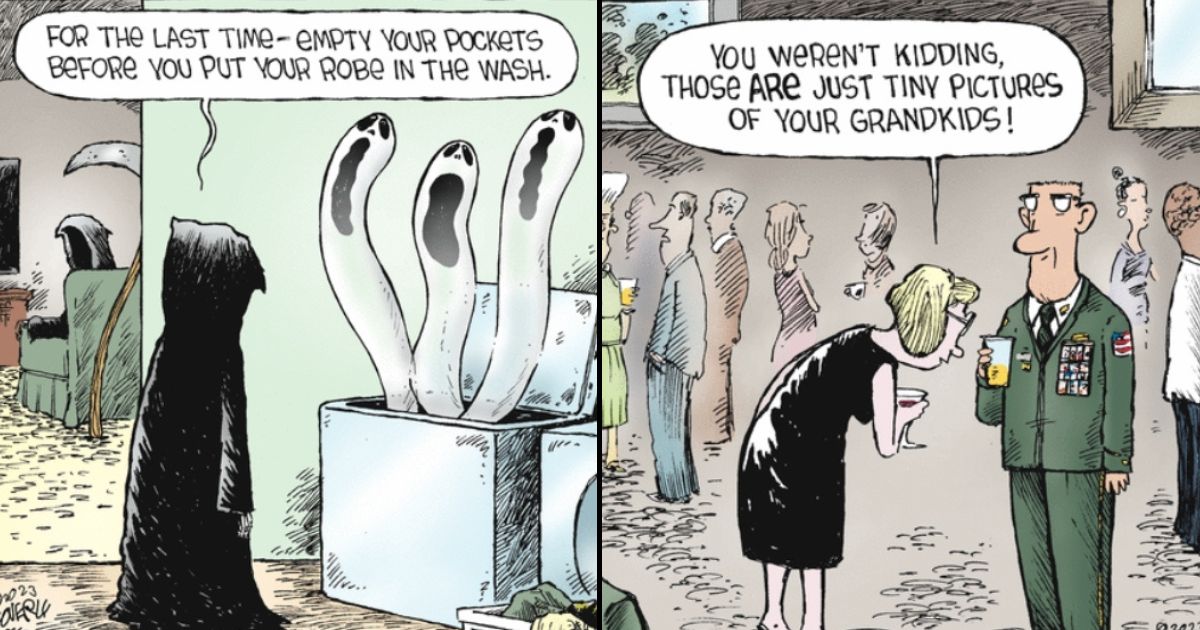 FOR THE LAST TIME- EMPTY YOUR POCKETS
BEFORE YOU PUT YOUR ROBE IN THE WASH.
YOU WEREN'T KIDDING,
THOSE ARE JUST TINY PICTURES
OF YOUR GRANDKIDS!
2023